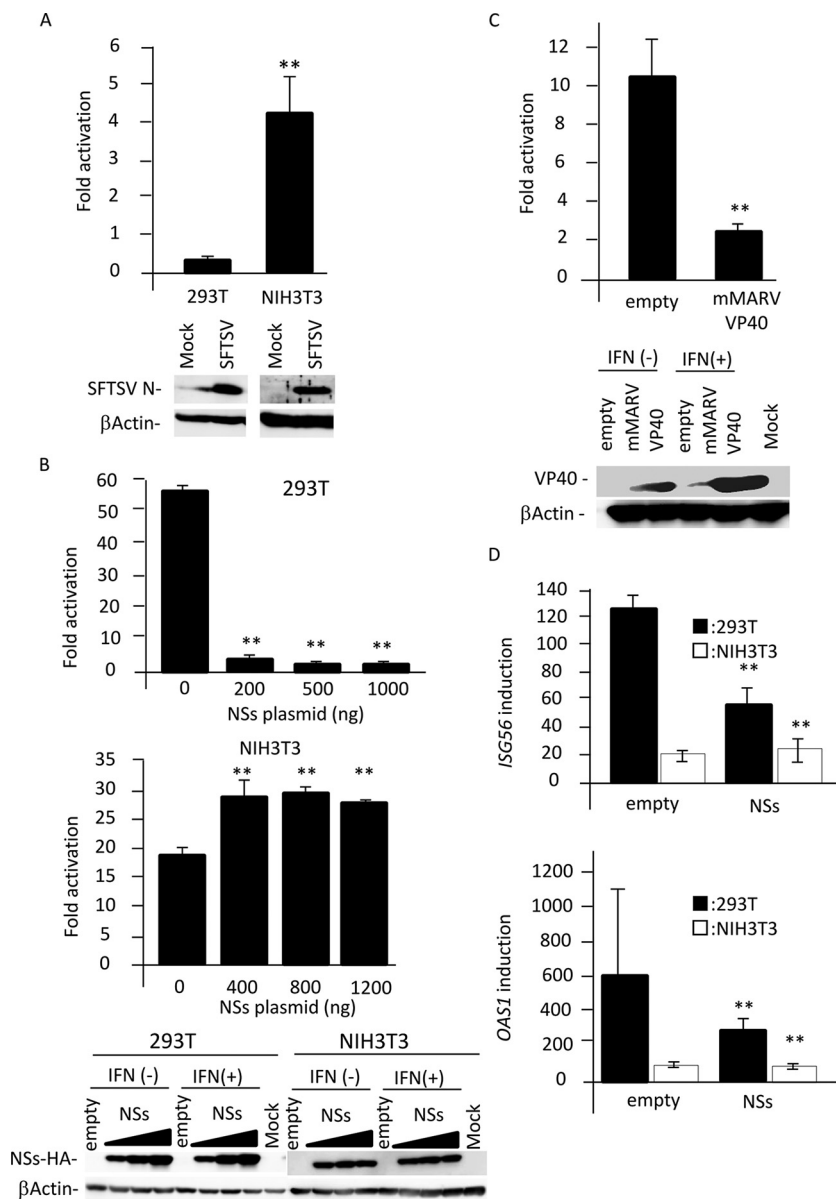 A
Fold activation
6
5
4
3
2
1
0
**
293T NIH3T3
Mock SFTSV Mock SFTSV
SFTSV N-
βActin-
B
293T
Fold activation
60
50
40
30
20
10
0
** ** **
0 200 500 1000
NSs plasmid (ng)
NIH3T3
Fold activation
35
30
25
20
15
10
5
0
** ** **
0 400 800 1200
NSs plasmid (ng)
293T NIH3T3
IFN (-) IFN(+) IFN (-) IFN(+)
empty NSs empty NSs Mock empty NSs empty NSs Mock
NSs-HA-
βActin-
C
Fold activation
12
10
8
6
4
2
0
**
empty mMARV
VP40
IFN (-) IFN(+)
empty mMARV VP40 empty mMARV VP40 Mock
VP40 -
βActin -
D
ISG56 induction
140
120
100
80
60
40
20
00
:293T
:NIH3T3
** **
empty NSs
OAS1 induction
1200
1000
800
600
400
200
0
:293T
:NIH3T3
** **
empty NSs